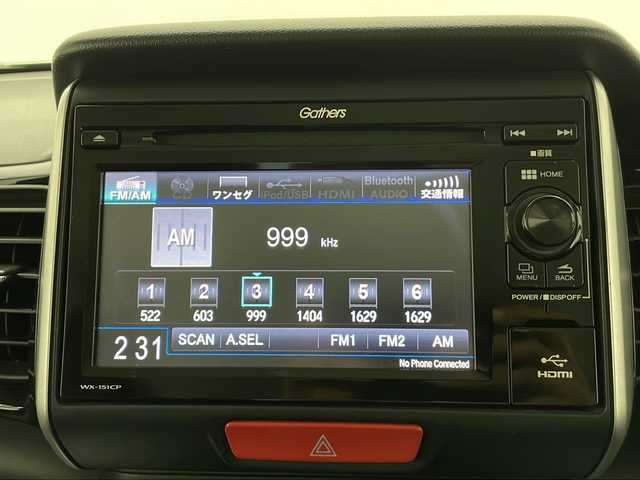 Gathers
画質
FM/AM CD ワンセグ iPod/USB HDMI Bluetooth AUDIO 交通情報
HOME
AM 999 kHz
MENU BACK
1 2 3 4 5 6
522 603 999 1404 1629 1629
POWER/ DISP OFF
2 31 SCAN A.SEL FM1 FM2 AM
No Phone Connected
HDMI
WX-151CP